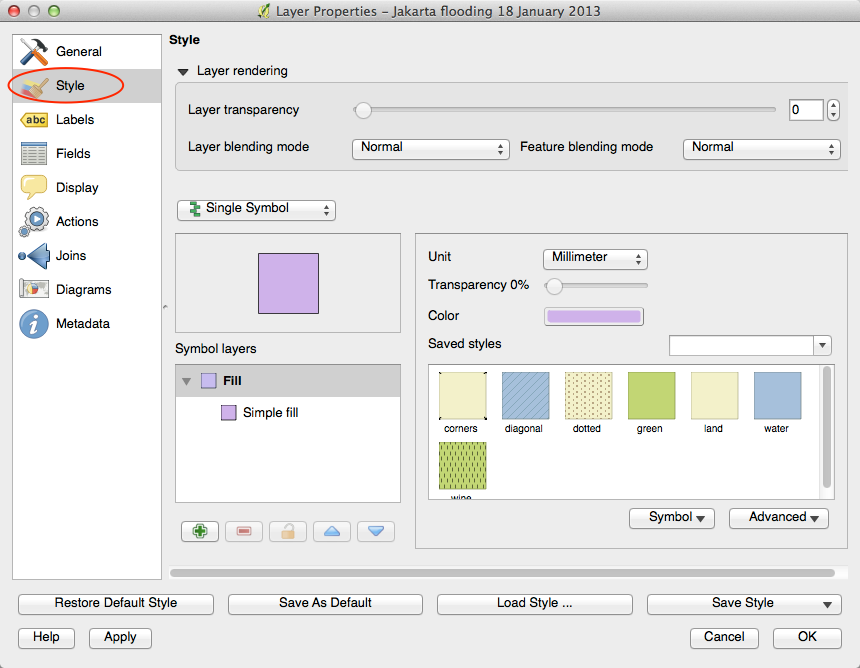 Layer Properties - Jakarta flooding 18 January 2013
General
Style
abc Labels
Fields
Display
Actions
Joins
Diagrams
i Metadata
Style
Layer rendering
Layer transparency 0
Layer blending mode Normal Feature blending mode Normal
Single Symbol
Symbol layers
Fill
Simple fill
Unit Millimeter
Transparency 0%
Color
Saved styles
corners diagonal dotted green land water
wine
Symbol Advanced
Restore Default Style Save As Default Load Style ... Save Style
Help Apply Cancel OK